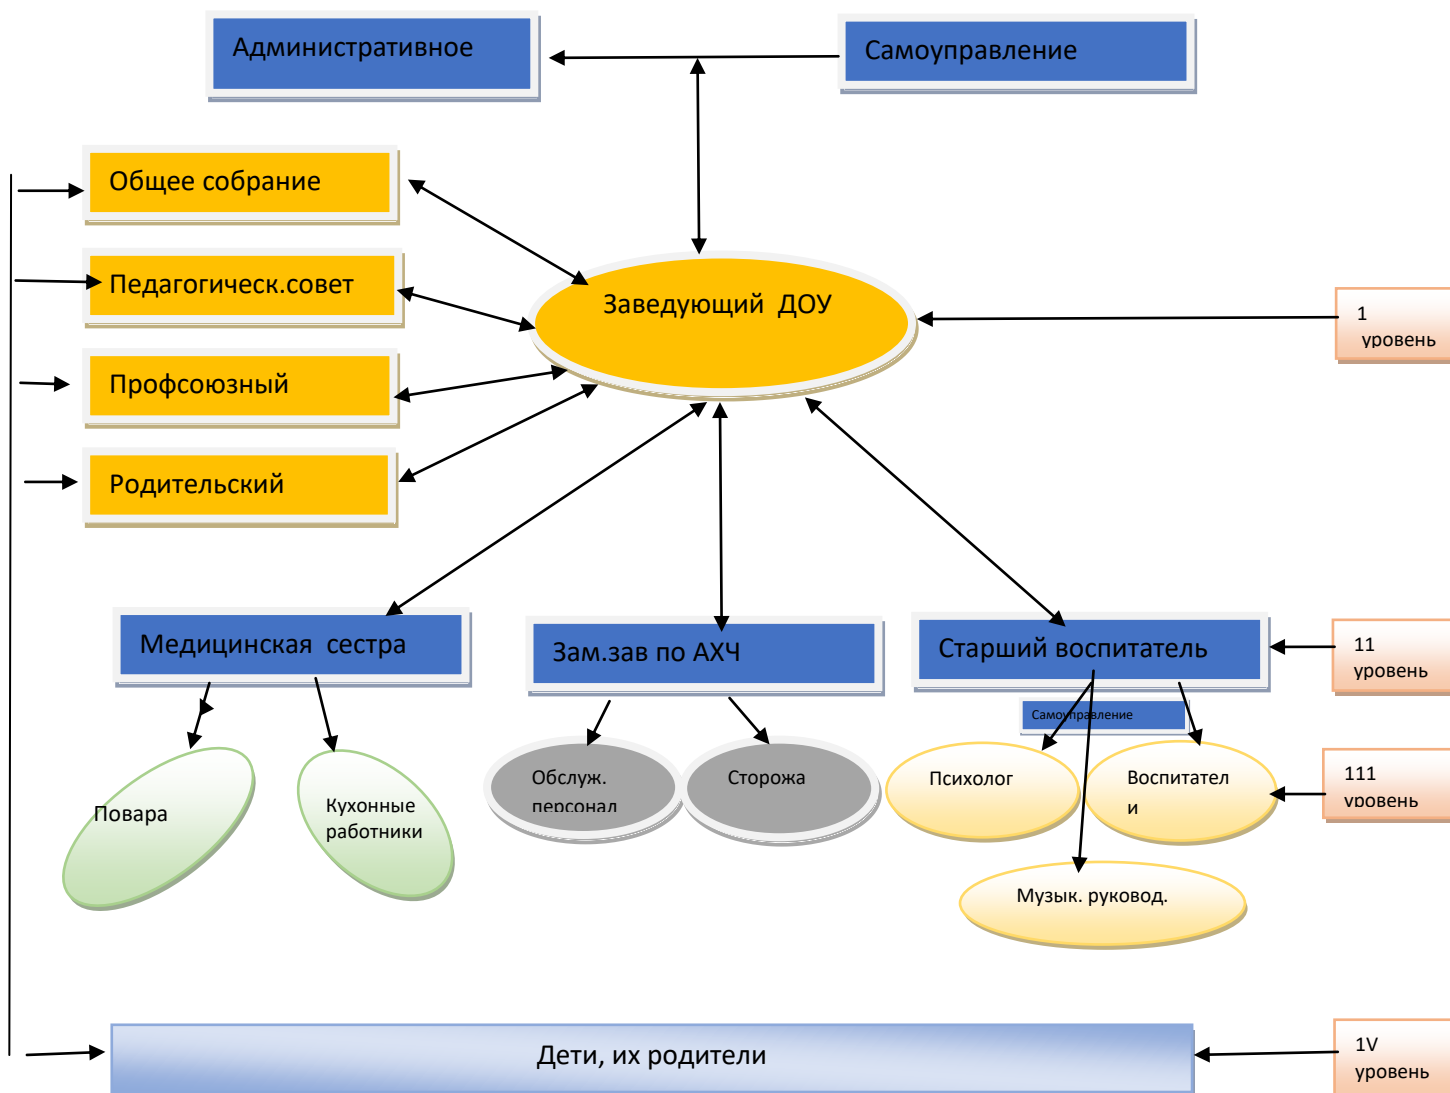 Административное
Самоуправление
Общее собрание
Педагогическ.совет
Заведующий ДОУ
1
уровень
Профсоюзный
Родительский
Медицинская сестра
Зам.зав по АХЧ
Старший воспитатель
11
уровень
Самоуправление
Повара
Кухонные
работники
Обслуж.
персонал
Сторожа
Психолог
Воспитател
и
111
уровень
Музык. руковод.
Дети, их родители
1V
уровень